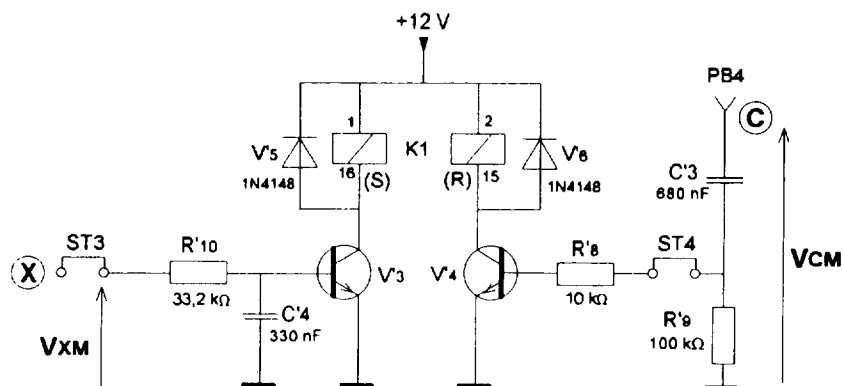 +12 V
PB4
C
1
2
V'5
K1
V'6
C'3
1N4148
16
(S)
(R)
15
1N4148
680 nF
ST3
ST4
X
R'10
V'3
V'4
R'8
VCM
33,2 kΩ
10 kΩ
C'4
330 nF
R'9
100 kΩ
VXM